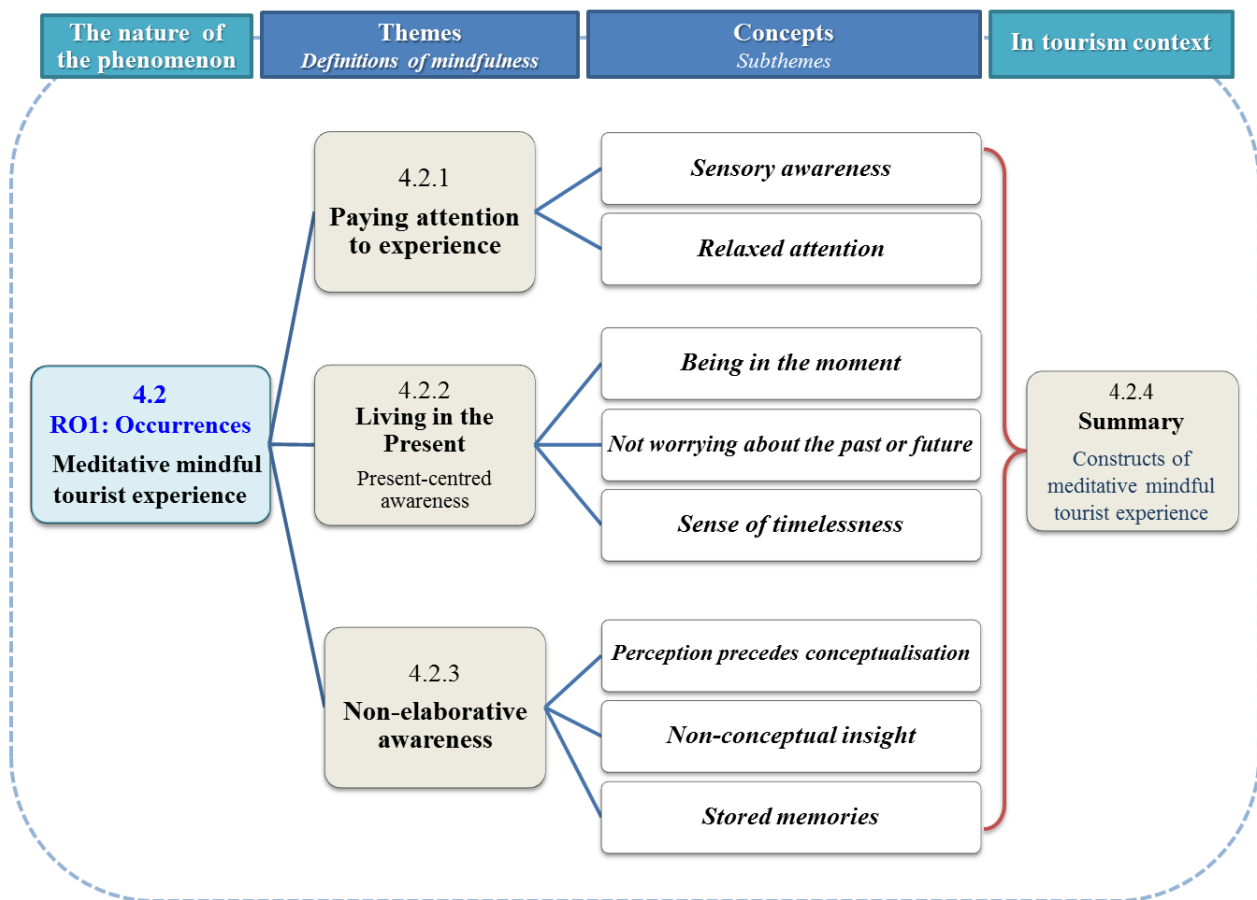 The nature of
the phenomenon
Themes
Definitions of mindfulness
Concepts
Subthemes
In tourism context
4.2
RO1: Occurrences
Meditative mindful
tourist experience
4.2.1
Paying attention
to experience
Sensory awareness
Relaxed attention
4.2.2
Living in the
Present
Present-centred
awareness
Being in the moment
Not worrying about the past or future
Sense of timelessness
4.2.3
Non-elaborative
awareness
Perception precedes conceptualisation
Non-conceptual insight
Stored memories
4.2.4
Summary
Constructs of
meditative mindful
tourist experience